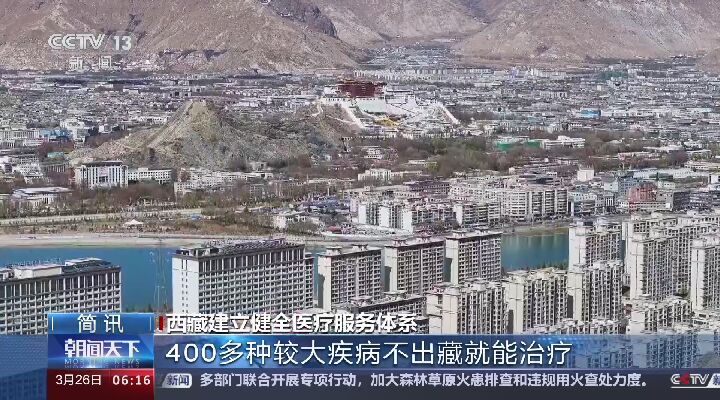 CCTV 13
新闻
简讯
西藏建立健全医疗服务体系
朝闻天下
400多种较大疾病不出藏就能治疗
3月26日 06:16
新闻 多部门联合开展专项行动，加大森林草原火患排查和违规用火查处力度。 CCTV